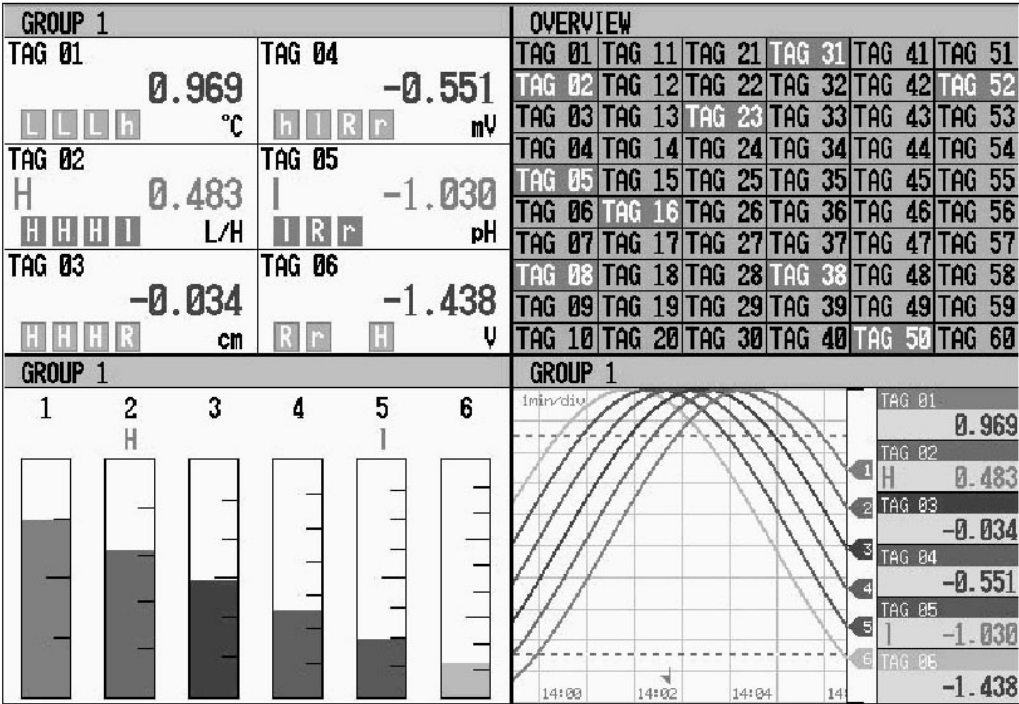 GROUP 1
TAG 01 TAG 04
0.969 -0.551
L L L h °C h l R r mV
TAG 02 TAG 05
H 0.483 l -1.030
H H H l L/H l R r pH
TAG 03 TAG 06
-0.034 -1.438
H H H R cm R r H V
OVERVIEW
TAG 01 TAG 11 TAG 21 TAG 31 TAG 41 TAG 51
TAG 02 TAG 12 TAG 22 TAG 32 TAG 42 TAG 52
TAG 03 TAG 13 TAG 23 TAG 33 TAG 43 TAG 53
TAG 04 TAG 14 TAG 24 TAG 34 TAG 44 TAG 54
TAG 05 TAG 15 TAG 25 TAG 35 TAG 45 TAG 55
TAG 06 TAG 16 TAG 26 TAG 36 TAG 46 TAG 56
TAG 07 TAG 17 TAG 27 TAG 37 TAG 47 TAG 57
TAG 08 TAG 18 TAG 28 TAG 38 TAG 48 TAG 58
TAG 09 TAG 19 TAG 29 TAG 39 TAG 49 TAG 59
TAG 10 TAG 20 TAG 30 TAG 40 TAG 50 TAG 60
GROUP 1
1 2 3 4 5 6
H l
GROUP 1
1min/div
1
2
3
4
5
6
14:00 14:02 14:04 14:
TAG 01
0.969
TAG 02
H 0.483
TAG 03
-0.034
TAG 04
-0.551
TAG 05
l -1.030
TAG 06
-1.438